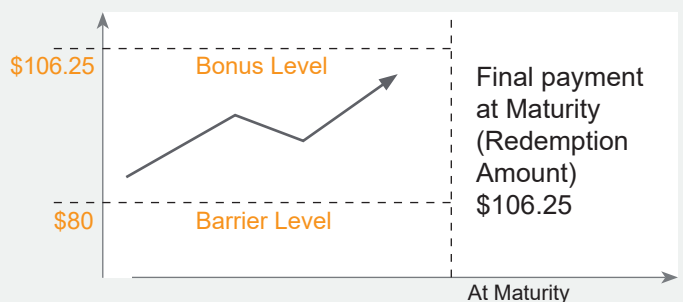 $106.25
Bonus Level
Final payment
at Maturity
(Redemption
Amount)
$106.25
$80
Barrier Level
At Maturity